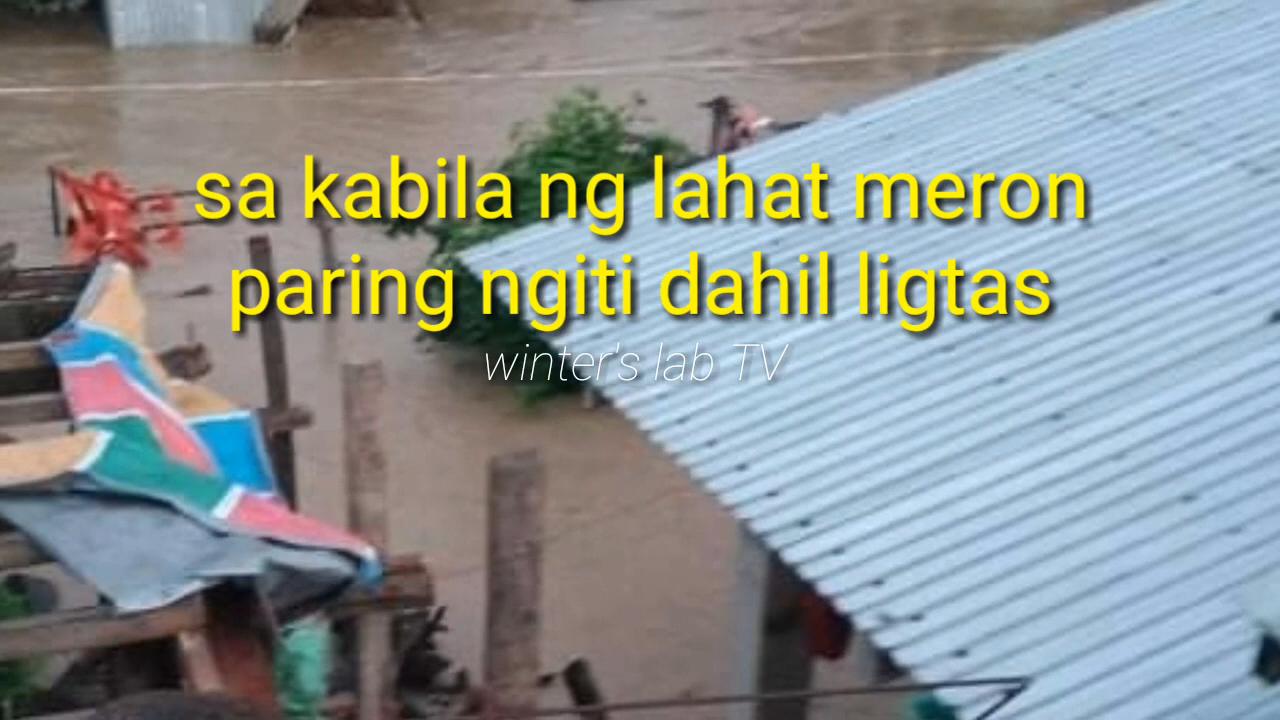 sa kabila ng lahat meron
paring ngiti dahil ligtas
winter's lab TV